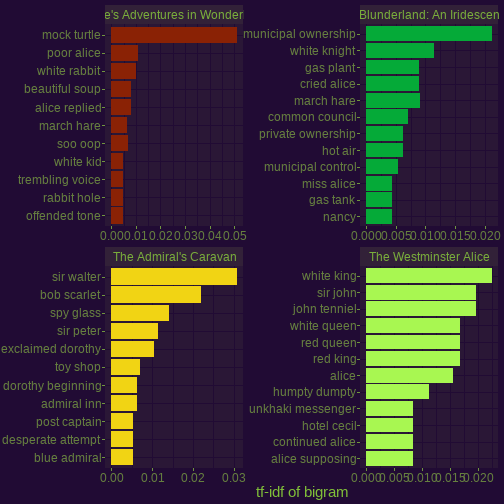 e's Adventures in Wonder
mock turtle
poor alice
white rabbit
beautiful soup
alice replied
march hare
soo oop
white kid
trembling voice
rabbit hole
offended tone
0.00 0.01 0.02 0.03 0.04 0.05
Blunderland: An Iridescen
municipal ownership
white knight
gas plant
cried alice
march hare
common council
private ownership
hot air
municipal control
miss alice
gas tank
nancy
0.000 0.005 0.010 0.015 0.020
The Admiral's Caravan
sir walter
bob scarlet
spy glass
sir peter
exclaimed dorothy
toy shop
dorothy beginning
admiral inn
post captain
desperate attempt
blue admiral
0.00 0.01 0.02 0.03
The Westminster Alice
white king
sir john
john tenniel
white queen
red queen
red king
alice
humpty dumpty
unkhaki messenger
hotel cecil
continued alice
alice supposing
0.000 0.005 0.010 0.015 0.020
tf-idf of bigram